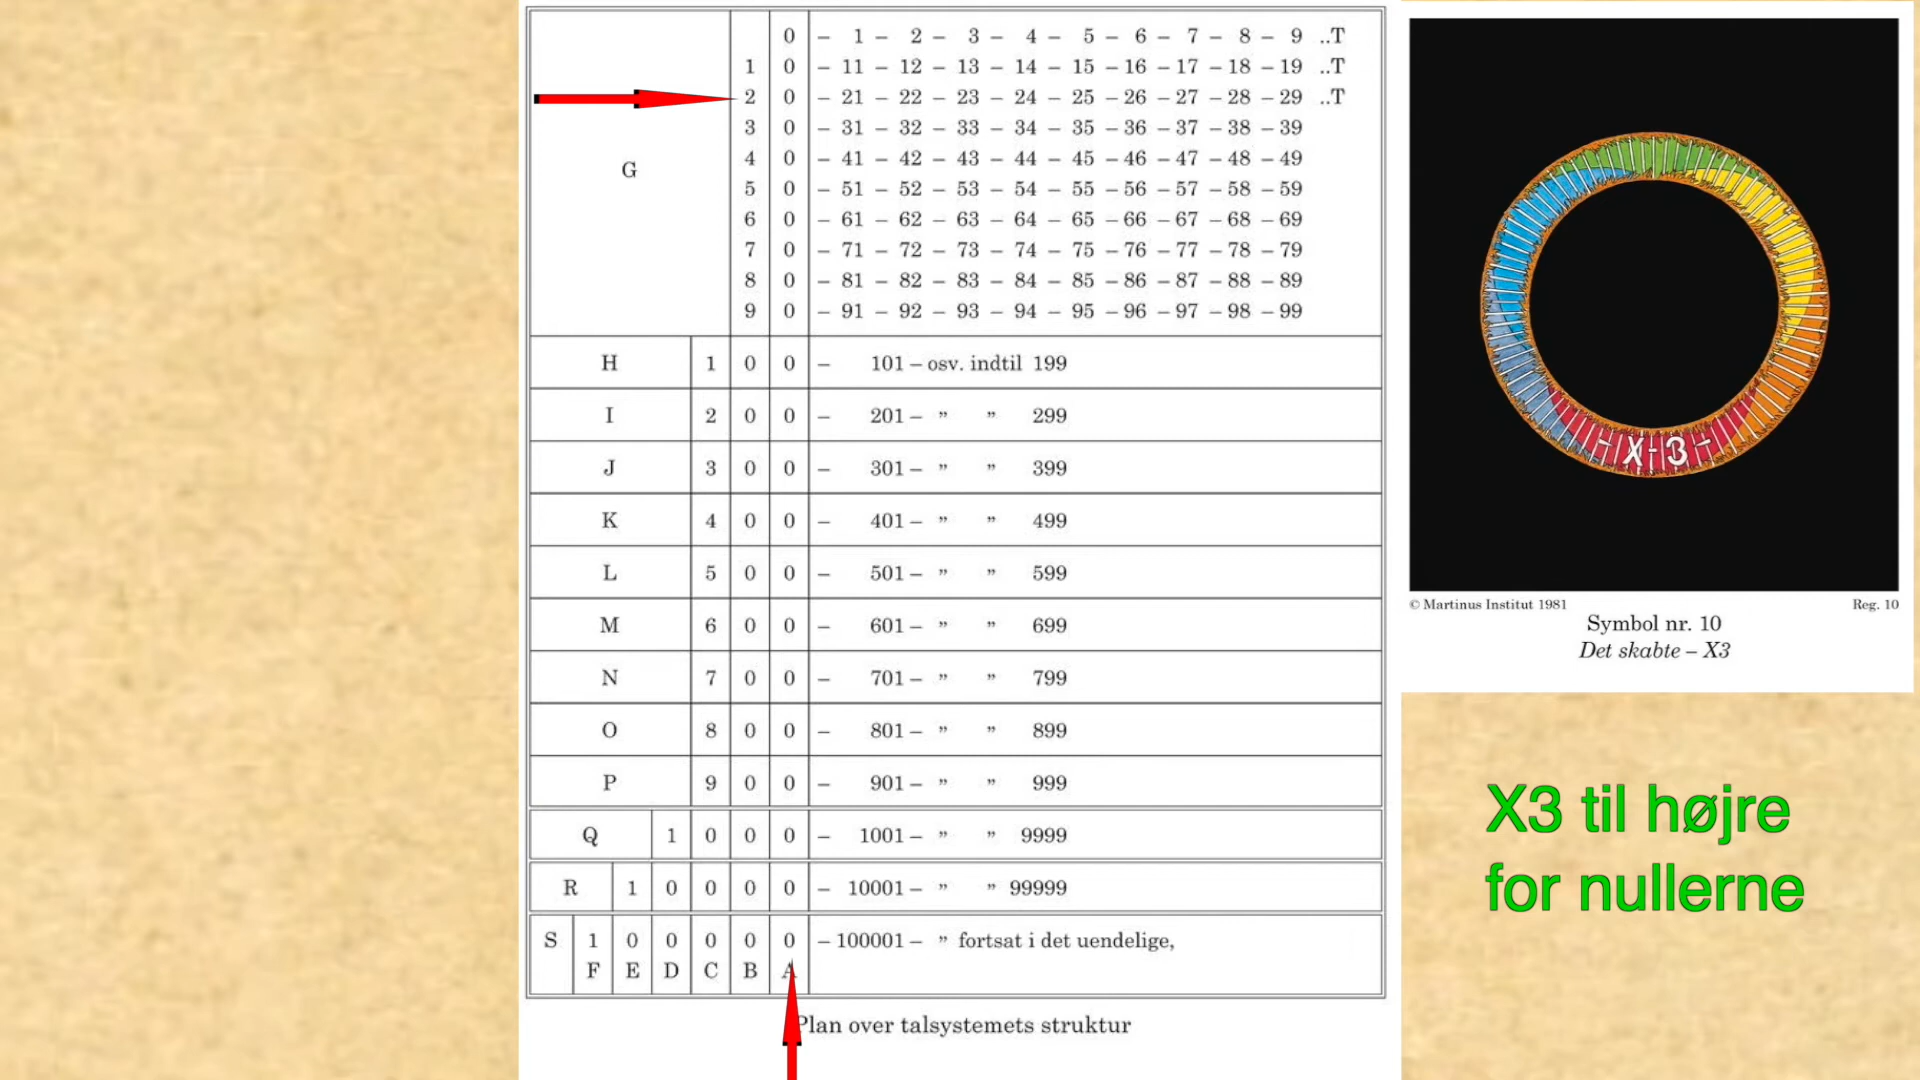 0 – 1 – 2 – 3 – 4 – 5 – 6 – 7 – 8 – 9 ..T
1 0 – 11 – 12 – 13 – 14 – 15 – 16 – 17 – 18 – 19 ..T
2 0 – 21 – 22 – 23 – 24 – 25 – 26 – 27 – 28 – 29 ..T
3 0 – 31 – 32 – 33 – 34 – 35 – 36 – 37 – 38 – 39
4 0 – 41 – 42 – 43 – 44 – 45 – 46 – 47 – 48 – 49
G
5 0 – 51 – 52 – 53 – 54 – 55 – 56 – 57 – 58 – 59
6 0 – 61 – 62 – 63 – 64 – 65 – 66 – 67 – 68 – 69
7 0 – 71 – 72 – 73 – 74 – 75 – 76 – 77 – 78 – 79
8 0 – 81 – 82 – 83 – 84 – 85 – 86 – 87 – 88 – 89
9 0 – 91 – 92 – 93 – 94 – 95 – 96 – 97 – 98 – 99
H 1 0 0 – 101 – osv. indtil 199
I 2 0 0 – 201 – ” ” 299
J 3 0 0 – 301 – ” ” 399
K 4 0 0 – 401 – ” ” 499
L 5 0 0 – 501 – ” ” 599
M 6 0 0 – 601 – ” ” 699
N 7 0 0 – 701 – ” ” 799
O 8 0 0 – 801 – ” ” 899
P 9 0 0 – 901 – ” ” 999
Q 1 0 0 0 – 1001 – ” ” 9999
R 1 0 0 0 0 – 10001 – ” ” 99999
S 1 0 0 0 0 0 – 100001 – ” fortsat i det uendelige,
F E D C B A
Plan over talsystemets struktur
- X - 3 -
© Martinus Institut 1981 Reg. 10
Symbol nr. 10
Det skabte – X3
X3 til højre
for nullerne